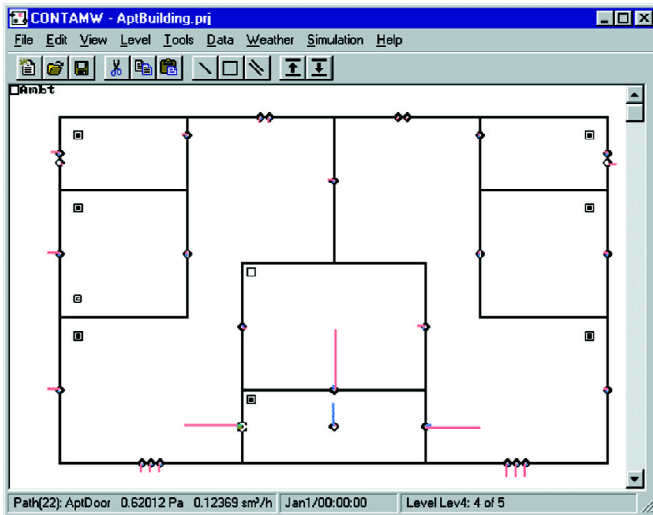 CONTAMW - AptBuilding.prj
File Edit View Level Tools Data Weather Simulation Help
Ambt
Path(22): AptDoor 0.62012 Pa 0.12369 sm³/h Jan1/00:00:00 Level Lev4: 4 of 5